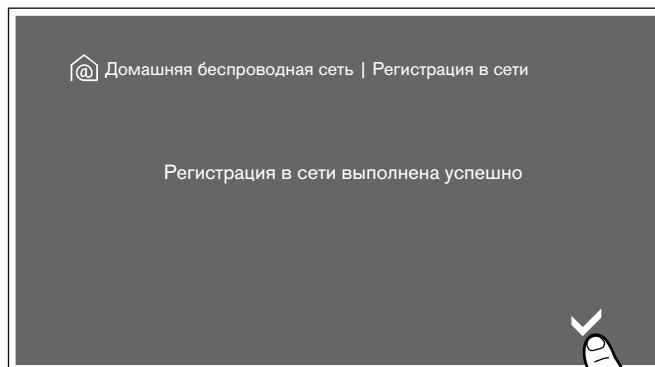 Домашняя беспроводная сеть | Регистрация в сети
Регистрация в сети выполнена успешно